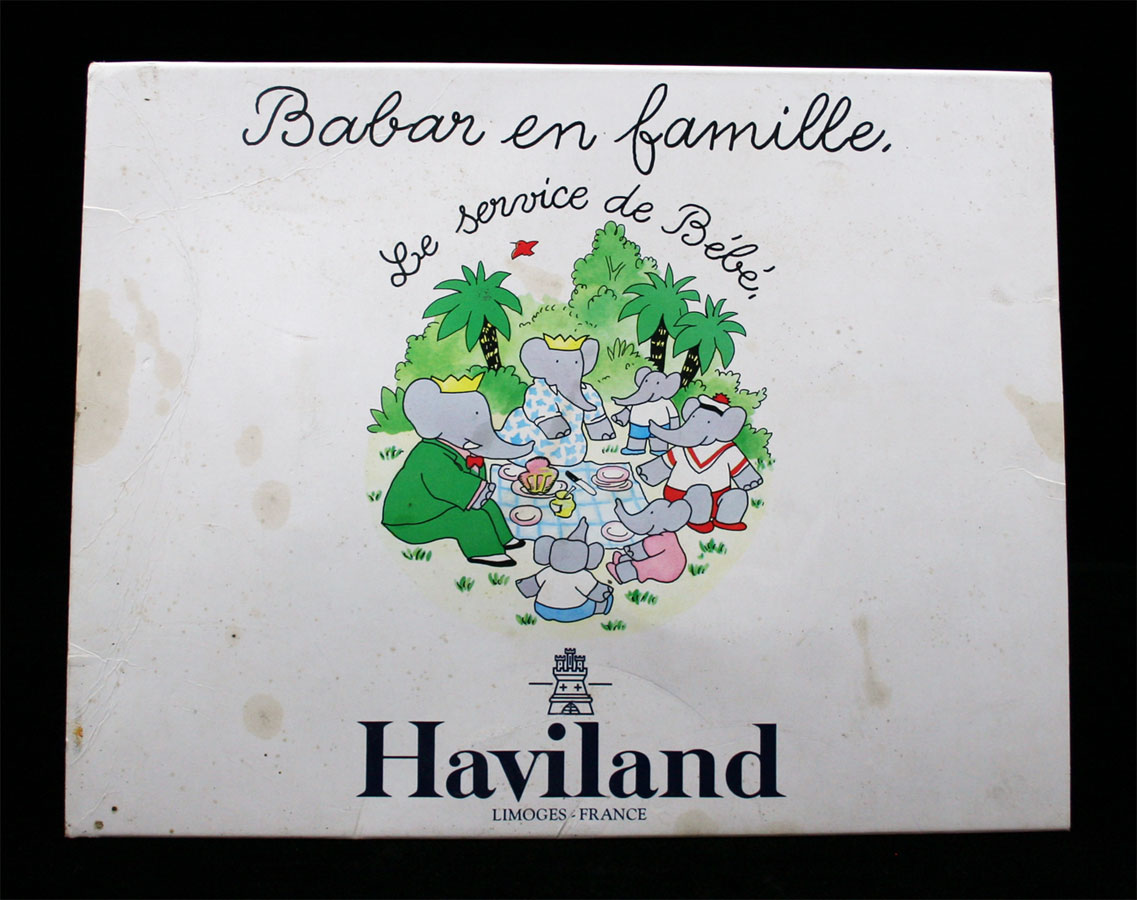 Babar en famille.
Le service de Bébé.
Haviland
LIMOGES - FRANCE